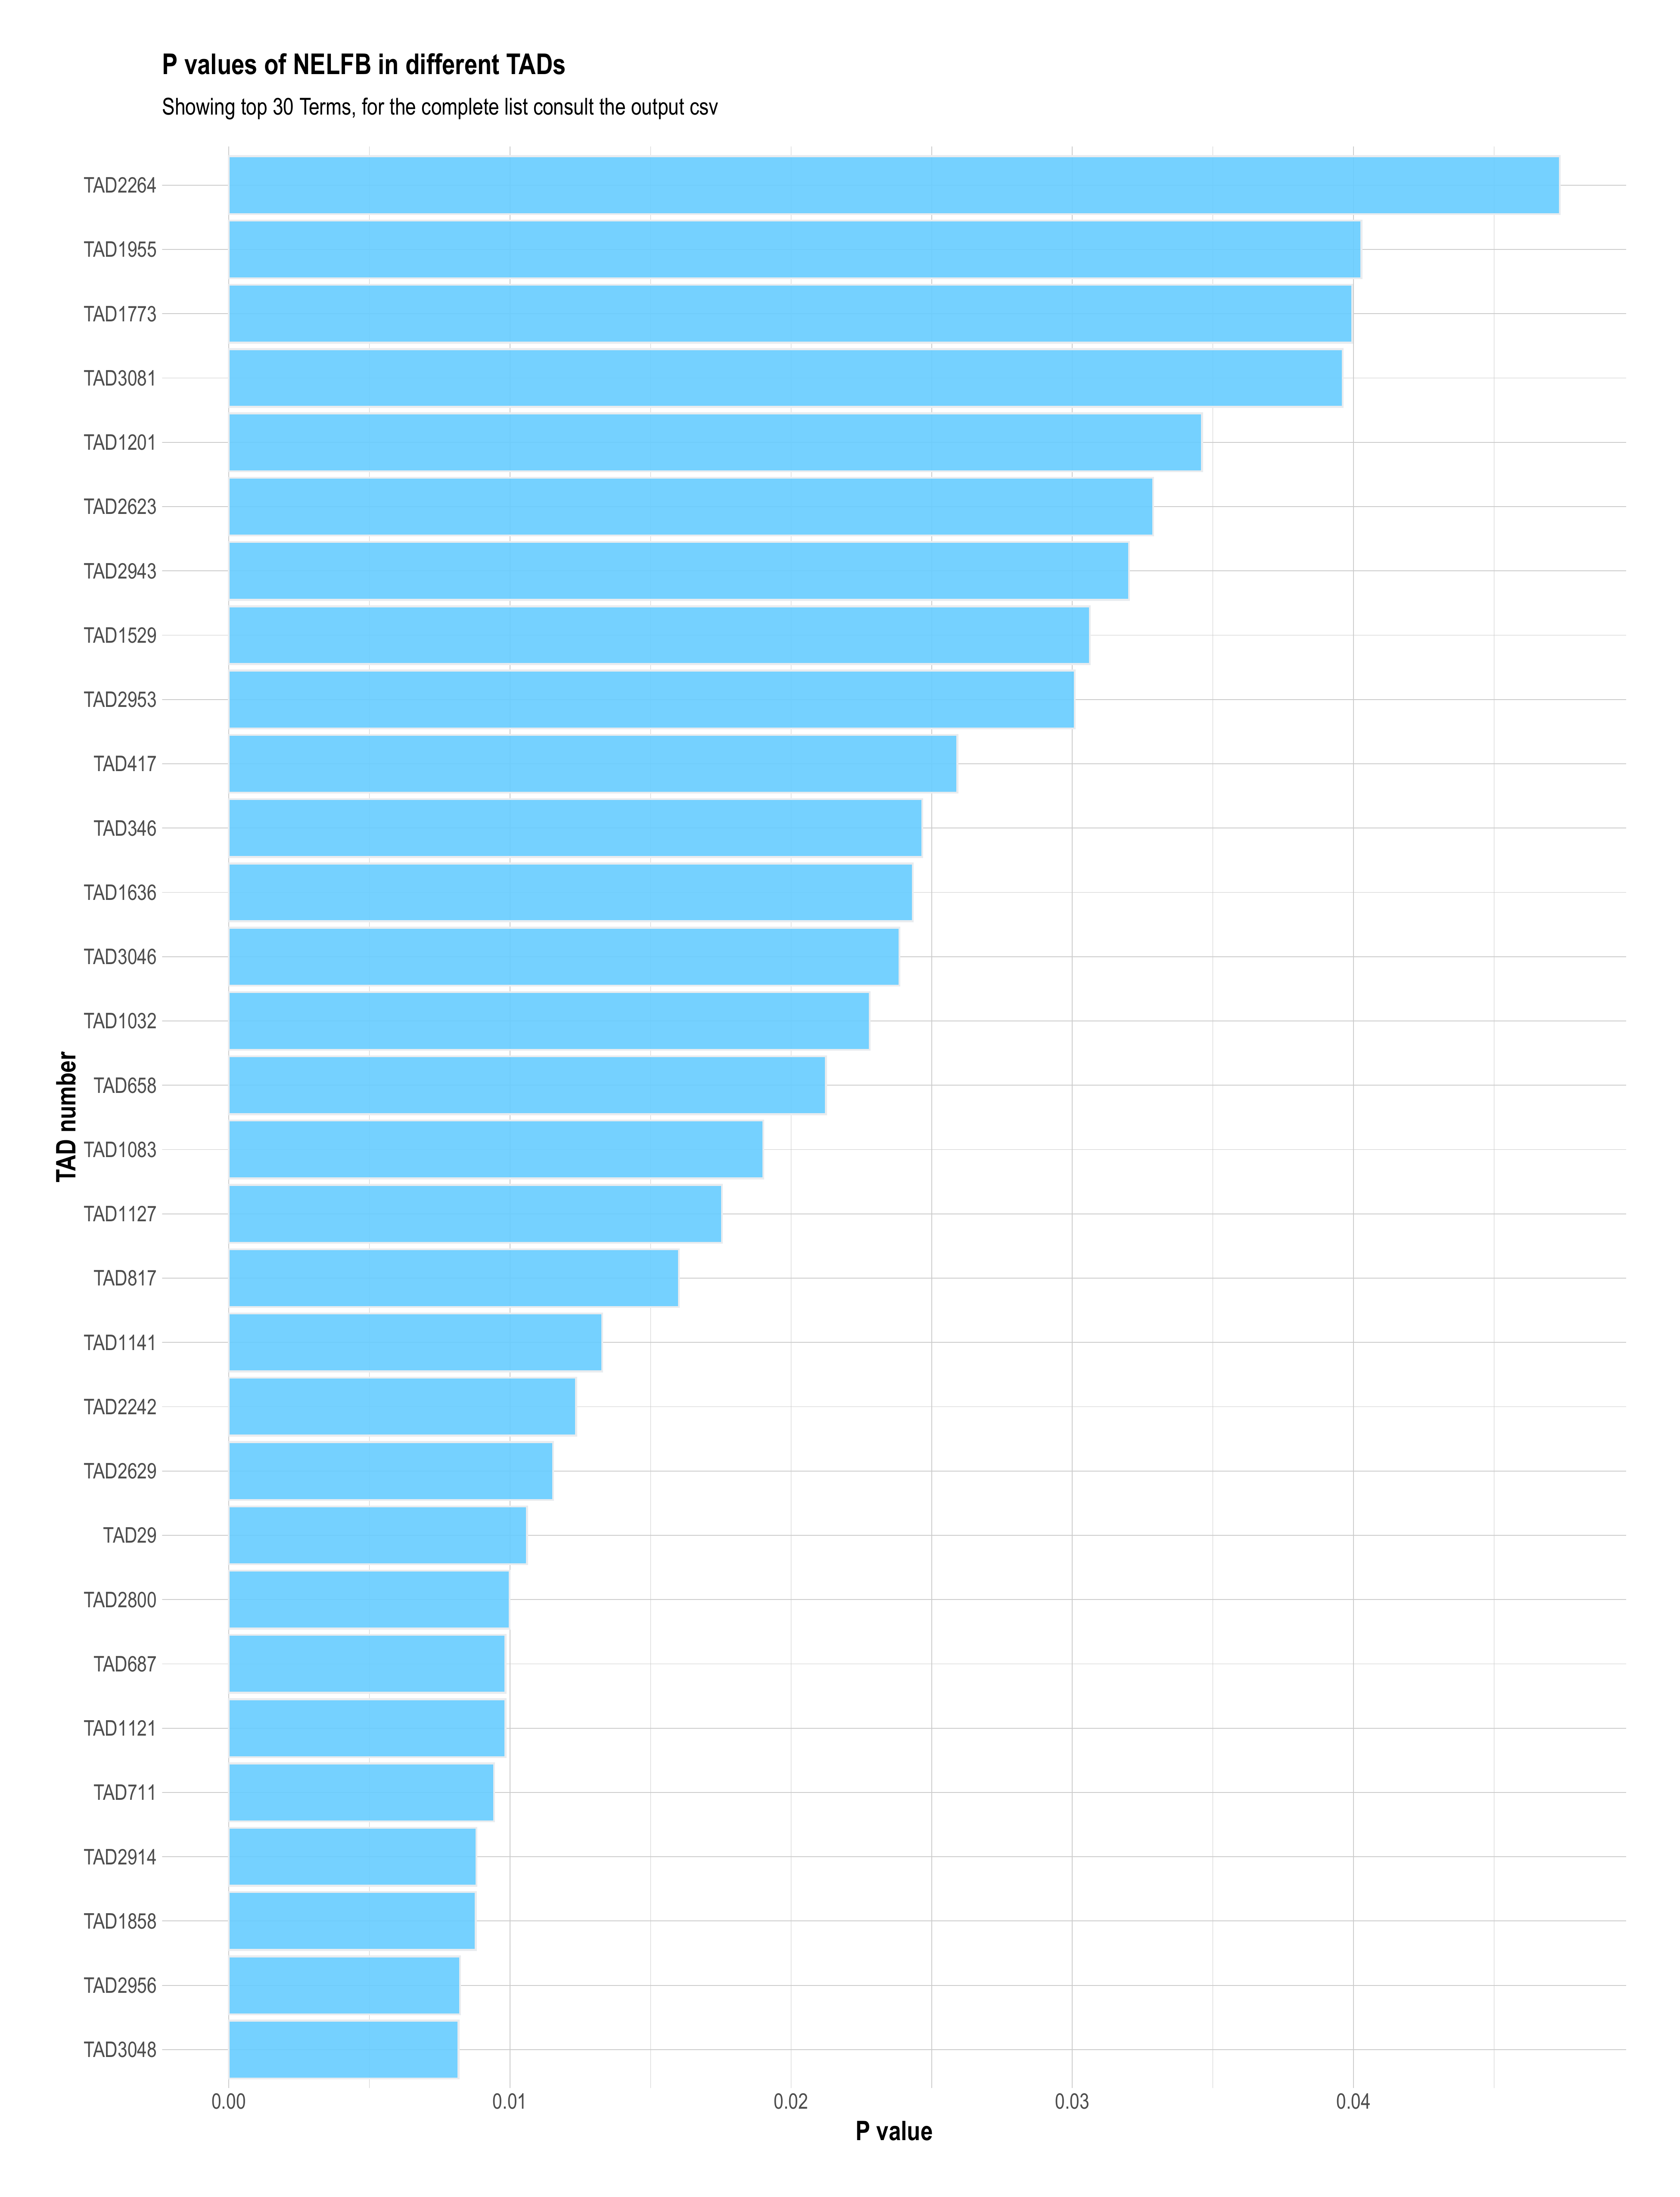 P values of NELFB in different TADs
Showing top 30 Terms, for the complete list consult the output csv
TAD number
TAD2264
TAD1955
TAD1773
TAD3081
TAD1201
TAD2623
TAD2943
TAD1529
TAD2953
TAD417
TAD346
TAD1636
TAD3046
TAD1032
TAD658
TAD1083
TAD1127
TAD817
TAD1141
TAD2242
TAD2629
TAD29
TAD2800
TAD687
TAD1121
TAD711
TAD2914
TAD1858
TAD2956
TAD3048
0.00 0.01 0.02 0.03 0.04
P value